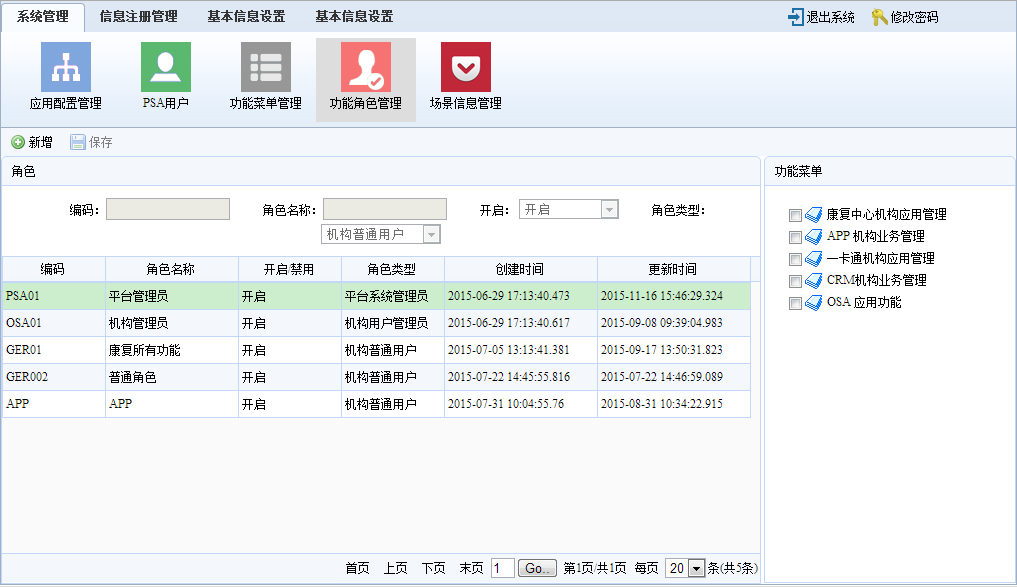 系统管理 信息注册管理 基本信息设置 基本信息设置 退出系统 修改密码
应用配置管理 PSA用户 功能菜单管理 功能角色管理 场景信息管理
新增 保存
角色
编码： 角色名称： 开启： 开启 角色类型：
机构普通用户
编码 角色名称 开启/禁用 角色类型 创建时间 更新时间
PSA01 平台管理员 开启 平台系统管理员 2015-06-29 17:13:40.473 2015-11-16 15:46:29.324
OSA01 机构管理员 开启 机构用户管理员 2015-06-29 17:13:40.617 2015-09-08 09:39:04.983
GER01 康复所有功能 开启 机构普通用户 2015-07-05 13:13:41.381 2015-09-17 13:50:31.823
GER002 普通角色 开启 机构普通用户 2015-07-22 14:45:55.816 2015-07-22 14:46:59.089
APP APP 开启 机构普通用户 2015-07-31 10:04:55.76 2015-08-31 10:34:22.915
首页 上页 下页 末页 1 Go.. 第1页/共1页 每页 20 条(共5条)
功能菜单
康复中心机构应用管理
APP 机构业务管理
一卡通机构应用管理
CRM机构业务管理
OSA 应用功能